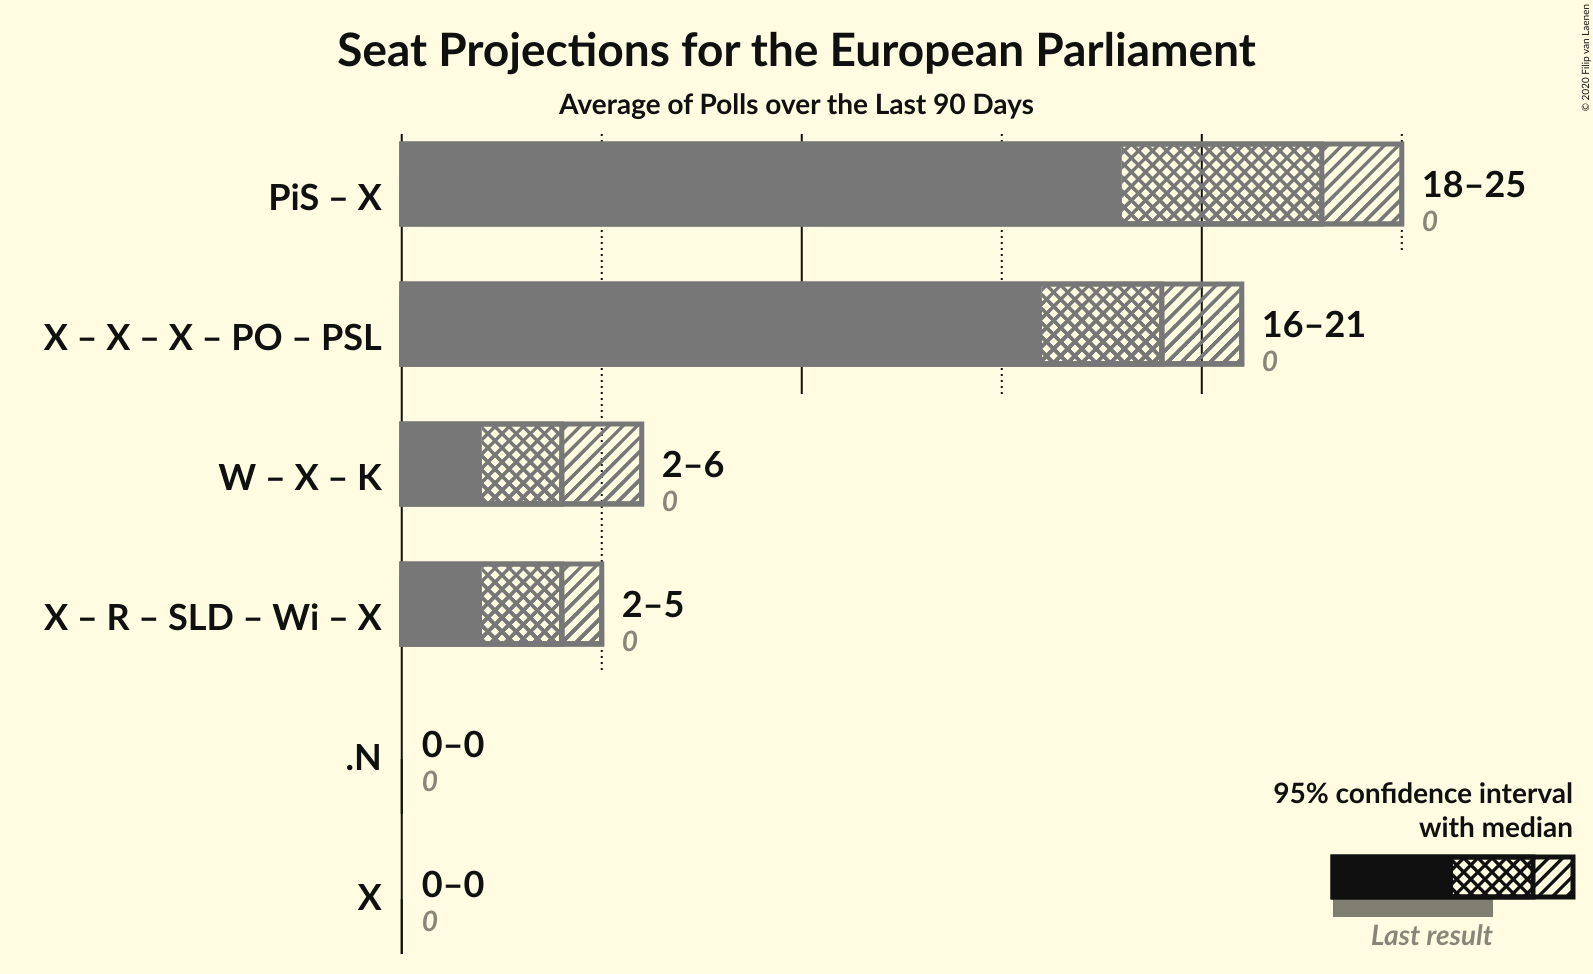 Seat Projections for the European Parliament
Average of Polls over the Last 90 Days
© 2020 Filip van Laenen
PiS – X
18–25
0
X – X – X – PO – PSL
16–21
0
W – X – K
2–6
0
X – R – SLD – Wi – X
2–5
0
.N
0–0
0
X
0–0
0
95% confidence interval
with median
Last result